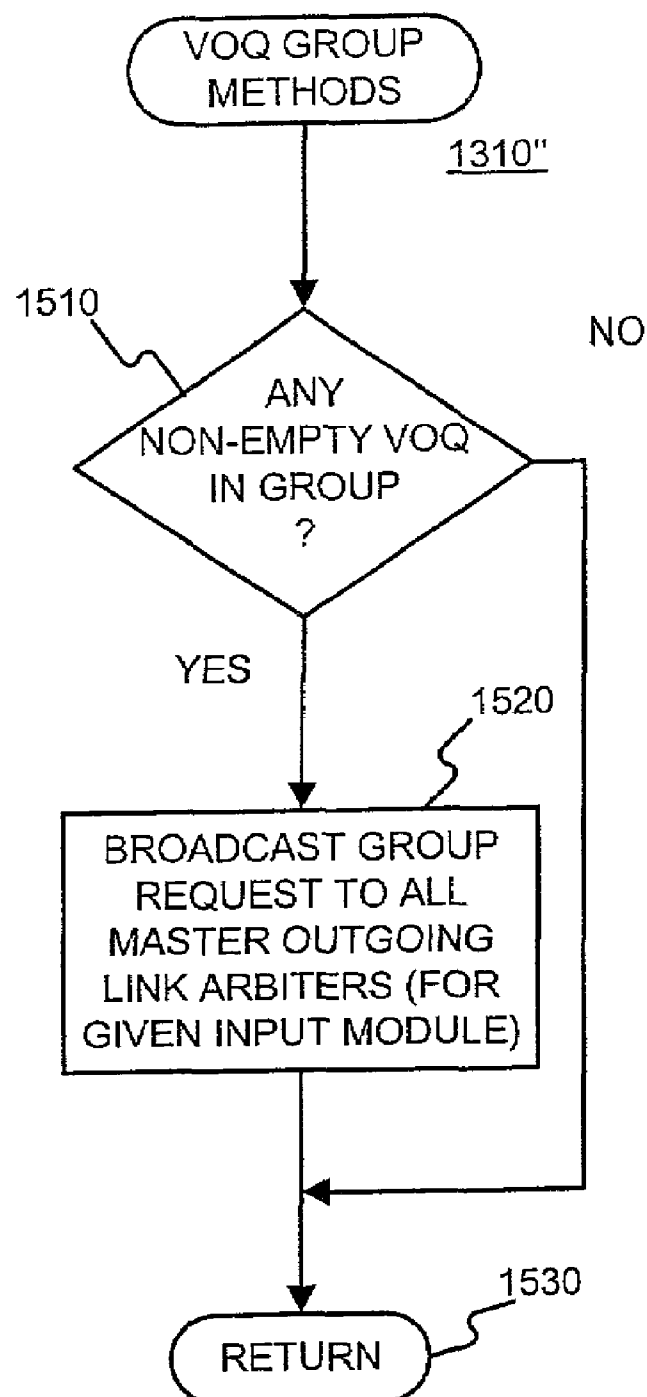 VOQ GROUP
METHODS
1310"
1510
NO
ANY
NON-EMPTY VOQ
IN GROUP
?
YES
1520
BROADCAST GROUP
REQUEST TO ALL
MASTER OUTGOING
LINK ARBITERS (FOR
GIVEN INPUT MODULE)
1530
RETURN